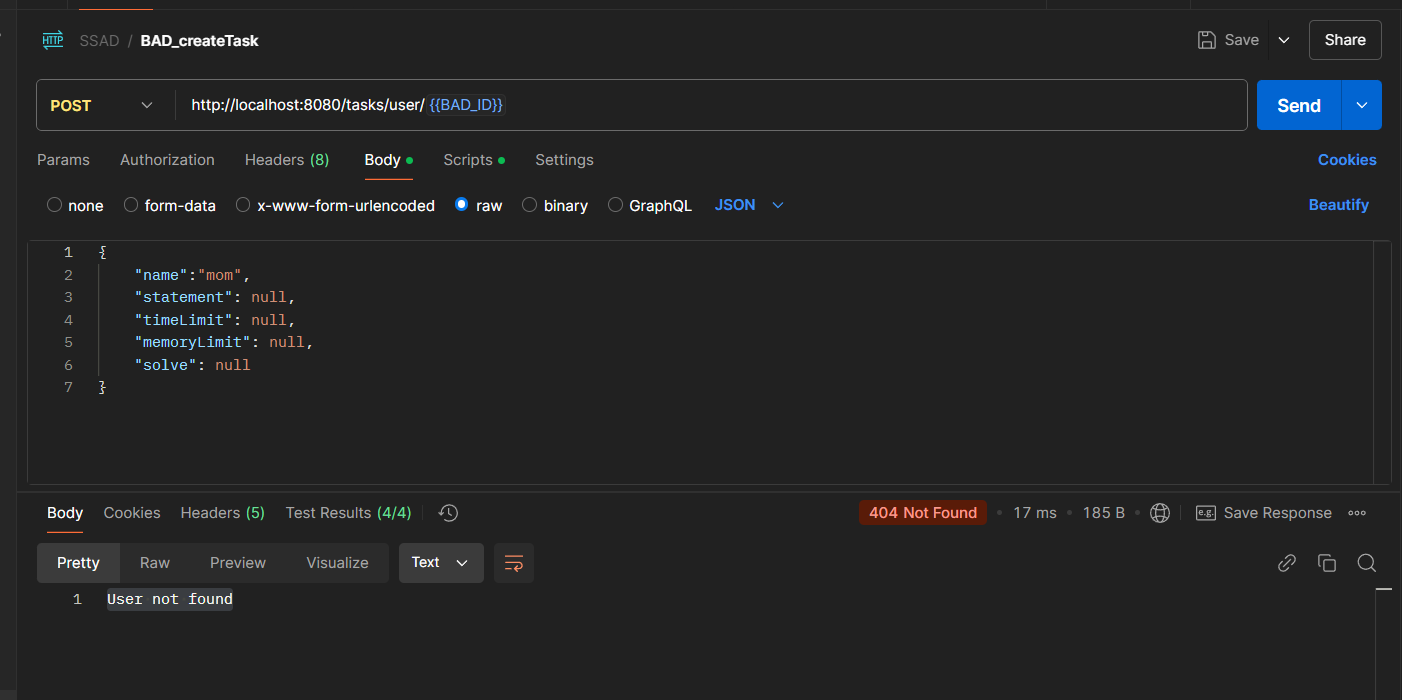 HTTP SSAD / BAD_createTask Save Share
POST http://localhost:8080/tasks/user/ {{BAD_ID}} Send
Params Authorization Headers (8) Body Scripts Settings Cookies
none form-data x-www-form-urlencoded raw binary GraphQL JSON Beautify
1 {
2 "name":"mom",
3 "statement": null,
4 "timeLimit": null,
5 "memoryLimit": null,
6 "solve": null
7 }
Body Cookies Headers (5) Test Results (4/4) 404 Not Found • 17 ms • 185 B • e.g. Save Response
Pretty Raw Preview Visualize Text
1 User not found